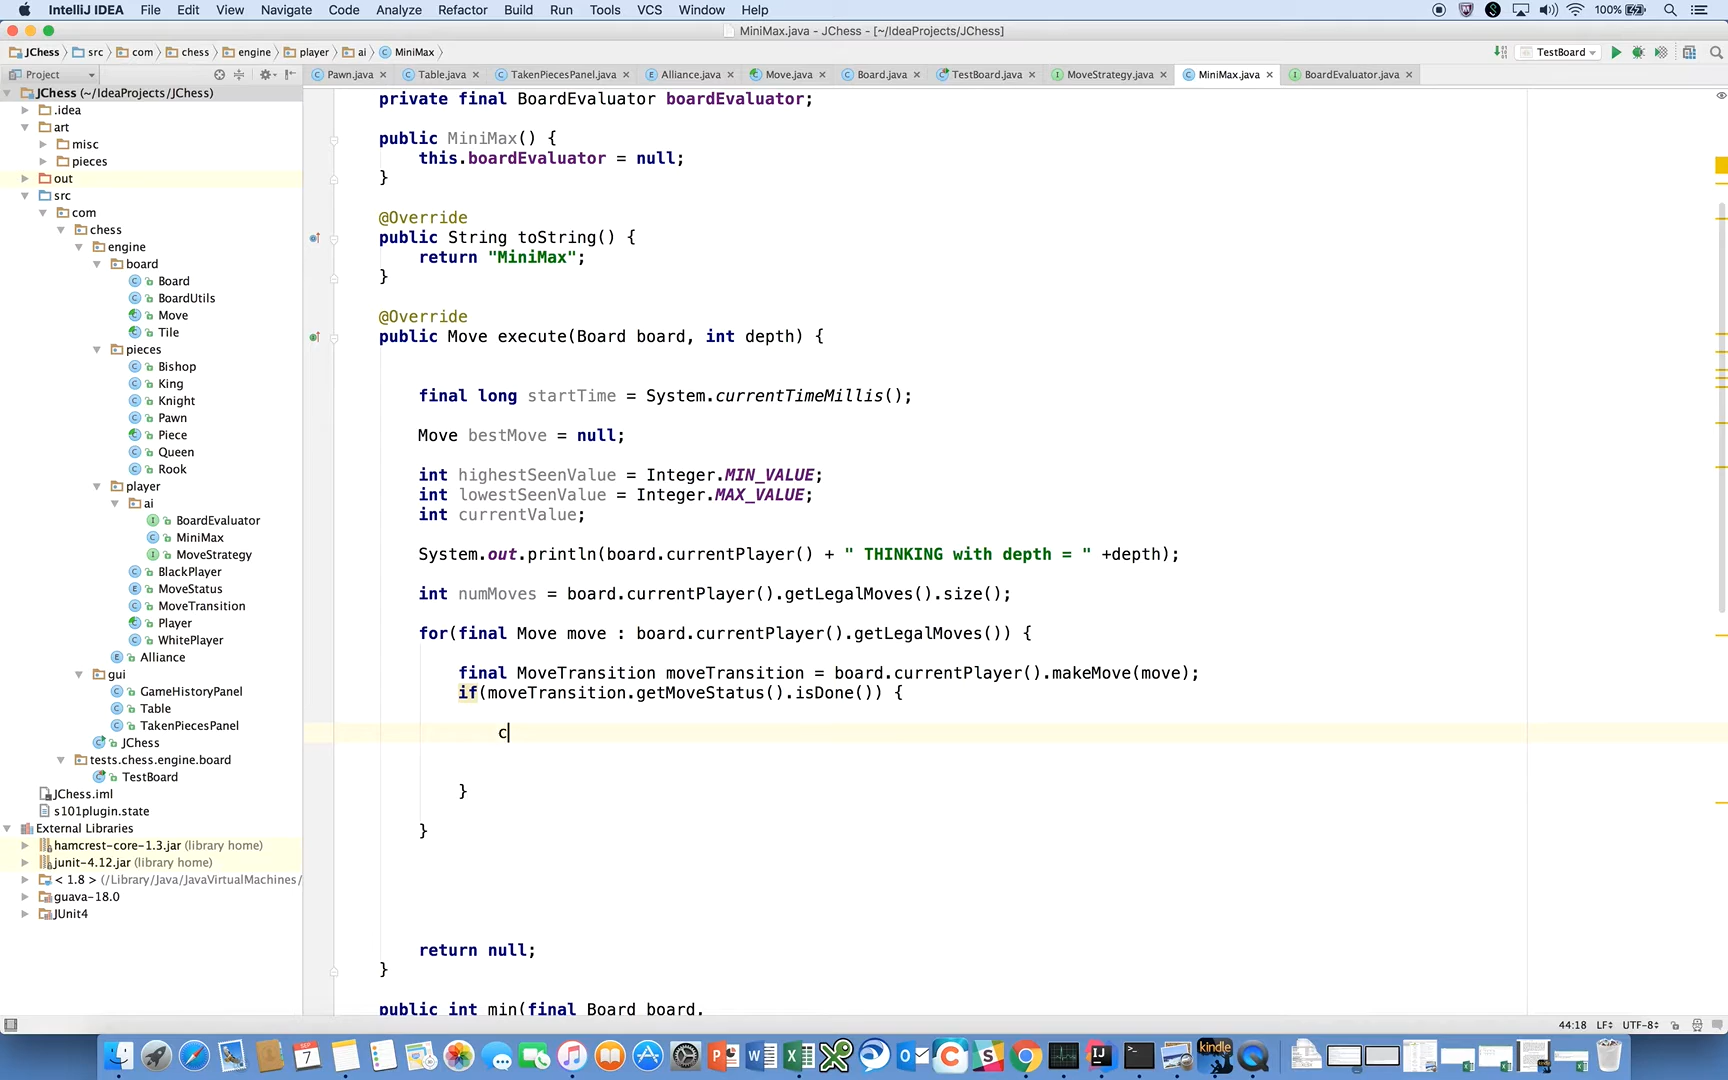 IntelliJ IDEA File Edit View Navigate Code Analyze Refactor Build Run Tools VCS Window Help 100%
MiniMax.java - JChess - [~/IdeaProjects/JChess]
JChess src com chess engine player ai MiniMax TestBoard
Project Pawn.java Table.java TakenPiecesPanel.java Alliance.java Move.java Board.java TestBoard.java MoveStrategy.java MiniMax.java BoardEvaluator.java
JChess (~/IdeaProjects/JChess)
.idea
art
misc
pieces
out
src
com
chess
engine
board
Board
BoardUtils
Move
Tile
pieces
Bishop
King
Knight
Pawn
Piece
Queen
Rook
player
ai
BoardEvaluator
MiniMax
MoveStrategy
BlackPlayer
MoveStatus
MoveTransition
Player
WhitePlayer
Alliance
gui
GameHistoryPanel
Table
TakenPiecesPanel
JChess
tests.chess.engine.board
TestBoard
JChess.iml
s101plugin.state
External Libraries
hamcrest-core-1.3.jar (library home)
junit-4.12.jar (library home)
< 1.8 > (/Library/Java/JavaVirtualMachines/
guava-18.0
JUnit4
private final BoardEvaluator boardEvaluator;
public MiniMax() {
this.boardEvaluator = null;
}
@Override
public String toString() {
return "MiniMax";
}
@Override
public Move execute(Board board, int depth) {
final long startTime = System.currentTimeMillis();
Move bestMove = null;
int highestSeenValue = Integer.MIN_VALUE;
int lowestSeenValue = Integer.MAX_VALUE;
int currentValue;
System.out.println(board.currentPlayer() + " THINKING with depth = " +depth);
int numMoves = board.currentPlayer().getLegalMoves().size();
for(final Move move : board.currentPlayer().getLegalMoves()) {
final MoveTransition moveTransition = board.currentPlayer().makeMove(move);
if(moveTransition.getMoveStatus().isDone()) {
c
}
}
return null;
}
public int min(final Board board,
44:18 LF UTF-8
SEP
7
kindle